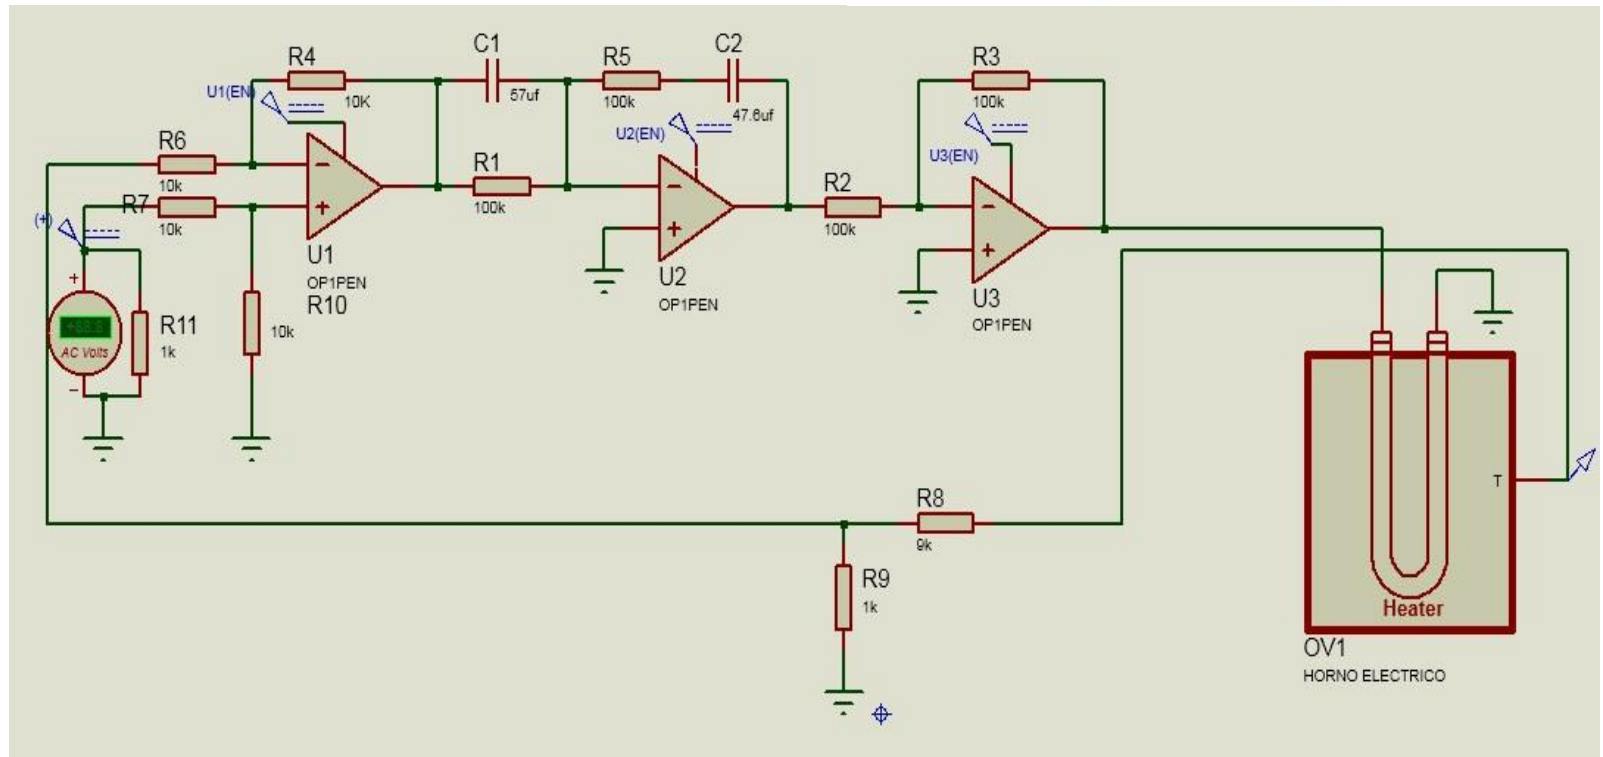 R4
10K
U1(EN)
C1
57uf
R5
100k
C2
47.6uf
U2(EN)
R3
100k
U3(EN)
R6
10k
R7
10k
(+)
R1
100k
R2
100k
−
+
U1
OP1PEN
−
+
U2
OP1PEN
−
+
U3
OP1PEN
R10
10k
+
+88.8
AC Volts
−
R11
1k
T
R8
9k
R9
1k
Heater
OV1
HORNO ELECTRICO